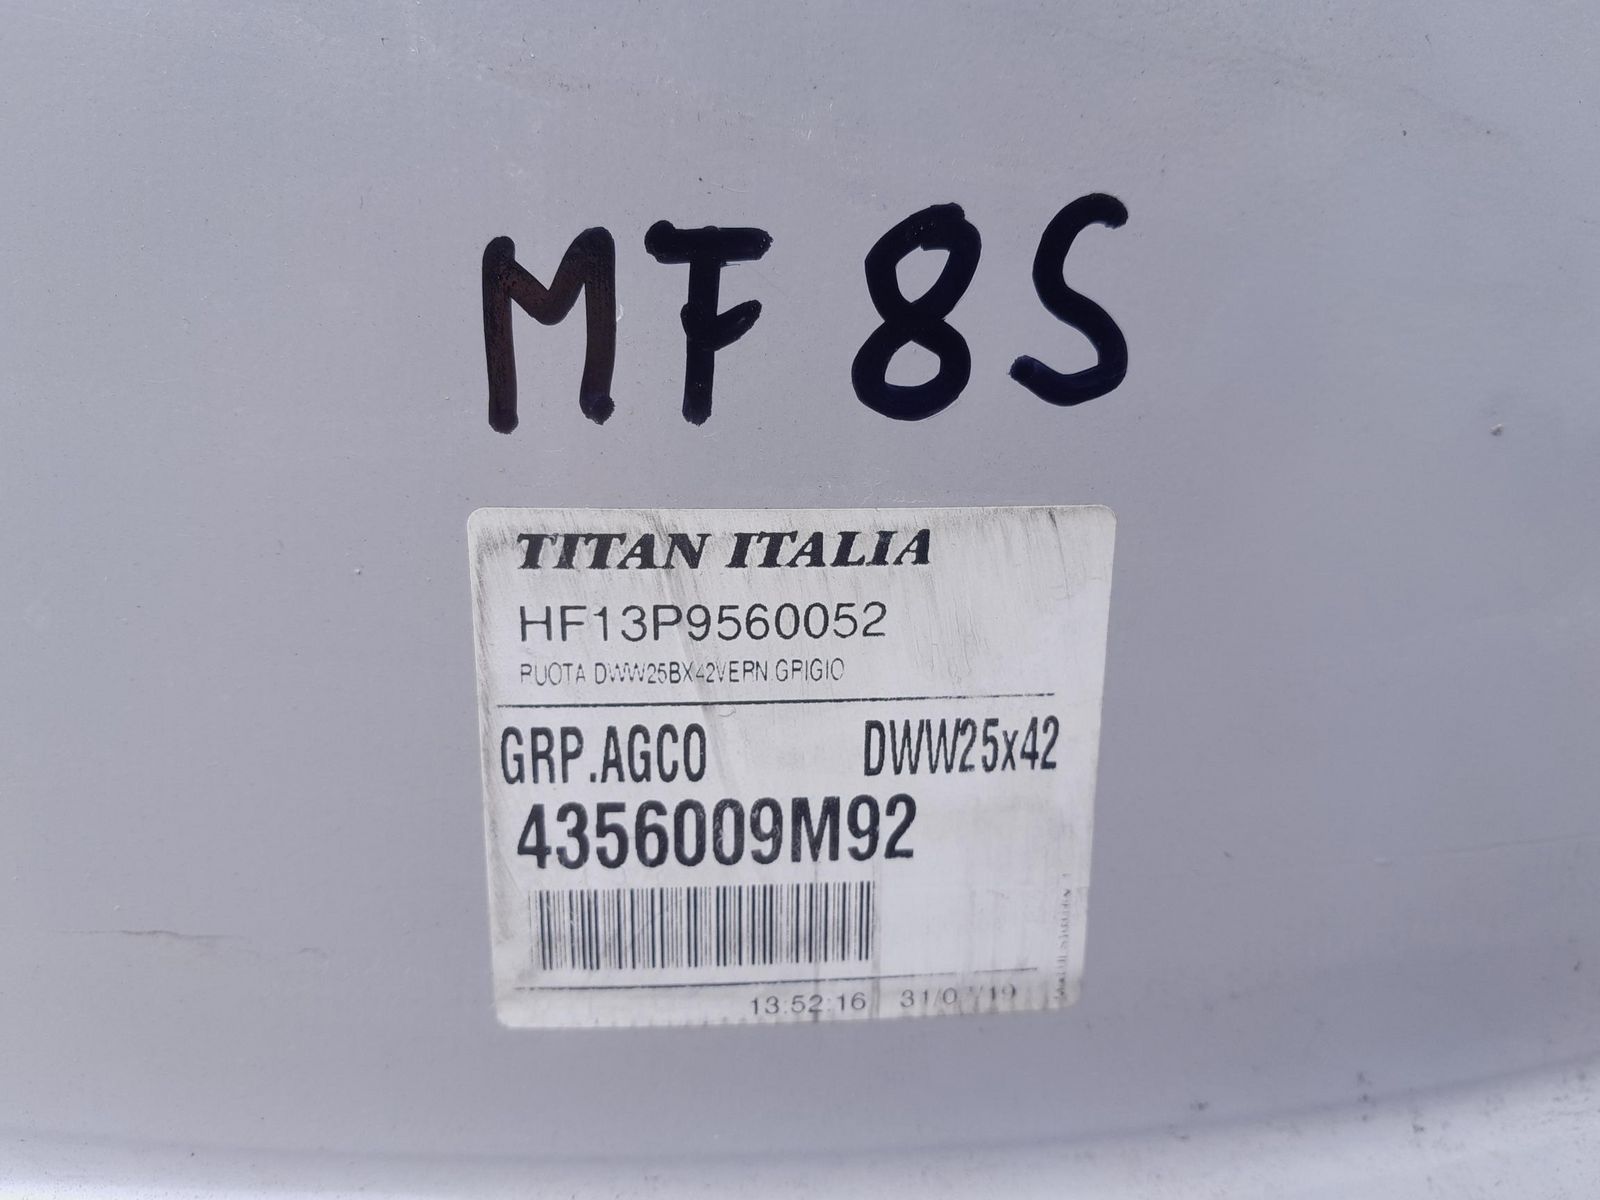 MF 8S
TITAN ITALIA
HF13P9560052
RUOTA DWW25BX42VERN.GRIGIO
GRP.AGCO DWW25x42
4356009M92
13:52:16